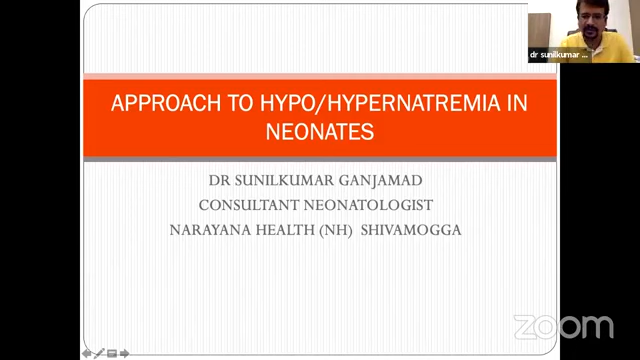 dr sunilkumar ...
APPROACH TO HYPO/HYPERNATREMIA IN
NEONATES
DR SUNILKUMAR GANJAMAD
CONSULTANT NEONATOLOGIST
NARAYANA HEALTH (NH) SHIVAMOGGA
zoom